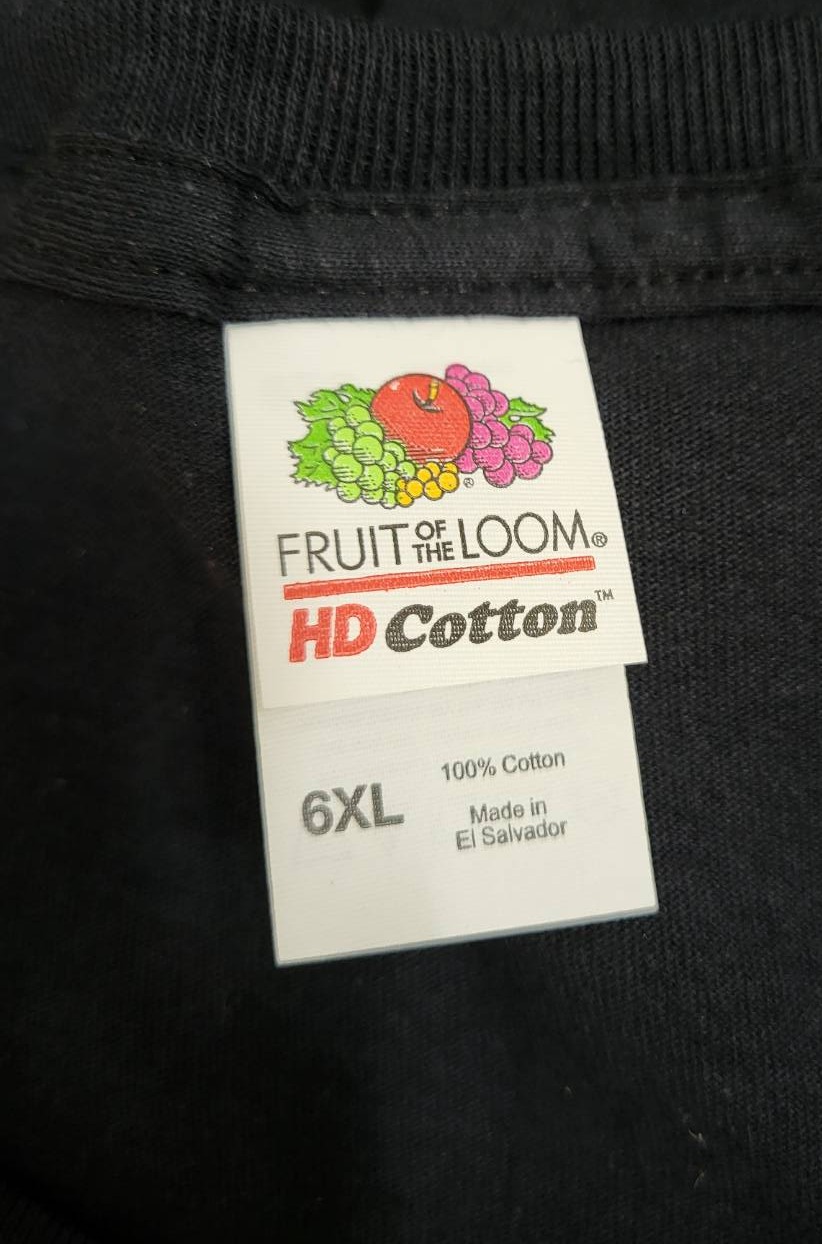 FRUIT OF THE LOOM®
HD Cotton™
6XL
100% Cotton
Made in
El Salvador